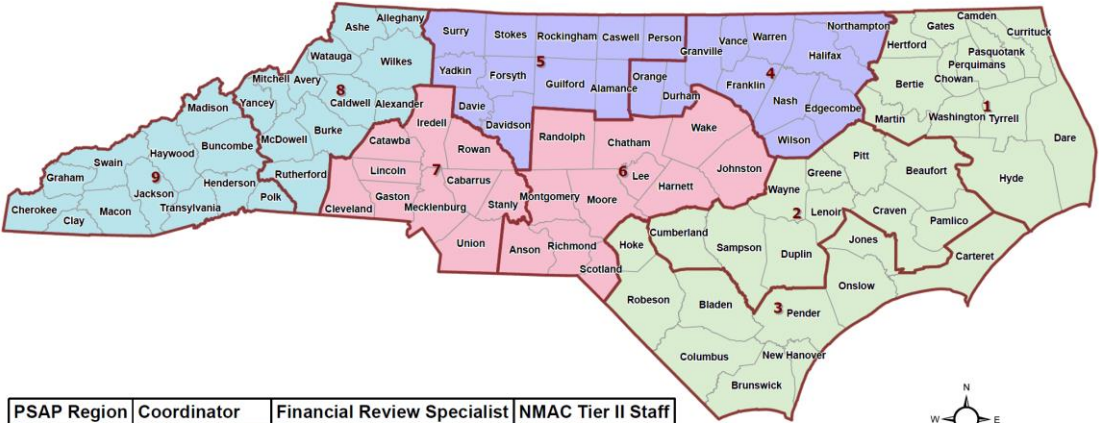 Alleghany
Ashe
Watauga
Wilkes
Mitchell
Avery
8
Yancey
Caldwell
Alexander
Madison
McDowell
Burke
Buncombe
Haywood
Swain
Graham
9
Jackson
Henderson
Rutherford
Polk
Cherokee
Macon
Transylvania
Clay
Surry
Stokes
Rockingham
Caswell
Person
5
Yadkin
Forsyth
Guilford
Alamance
Orange
Durham
Davie
Davidson
Granville
Vance
Warren
Northampton
Halifax
4
Franklin
Nash
Edgecombe
Wilson
Camden
Gates
Currituck
Hertford
Pasquotank
Perquimans
Bertie
Chowan
1
Martin
Washington
Tyrrell
Dare
Hyde
Iredell
Catawba
Rowan
Lincoln
7
Cabarrus
Gaston
Cleveland
Mecklenburg
Stanly
Union
Randolph
Chatham
Wake
6
Lee
Johnston
Harnett
Montgomery
Moore
Anson
Richmond
Scotland
Pitt
Greene
Beaufort
Wayne
2
Lenoir
Craven
Pamlico
Cumberland
Sampson
Duplin
Hoke
Jones
Carteret
Onslow
Robeson
Bladen
3
Pender
Columbus
New Hanover
Brunswick
PSAP Region Coordinator Financial Review Specialist NMAC Tier II Staff
N
W E